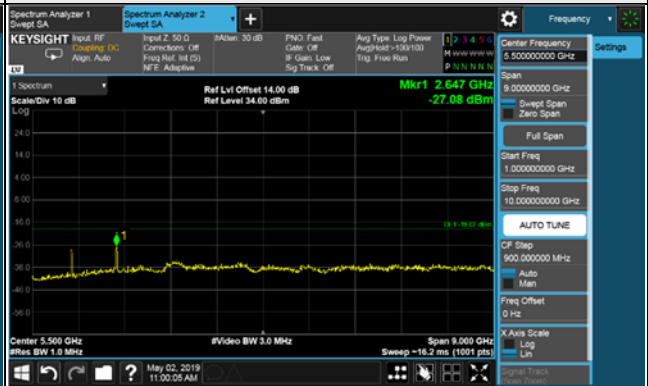 Spectrum Analyzer 1
Swept SA
Spectrum Analyzer 2
Swept SA
+
Frequency
KEYSIGHT
Input: RF
Coupling: DC
Align: Auto
Input Z: 50 Ω
Corrections: Off
Freq Ref: Int (S)
NFE: Adaptive
#Atten: 30 dB
PNO: Fast
Gate: Off
IF Gain: Low
Sig Track: Off
Avg Type: Log Power
Avg|Hold:>100/100
Trig: Free Run
1 2 3 4 5 6
M W W W W W
P N N N N N
LW
1 Spectrum
Scale/Div 10 dB
Log
Ref Lvl Offset 14.00 dB
Ref Level 34.00 dBm
Mkr1 2.647 GHz
-27.08 dBm
24.0
14.0
4.00
-6.00
-16.0
-26.0
-36.0
-46.0
-56.0
1
Center 5.500 GHz
#Res BW 1.0 MHz
#Video BW 3.0 MHz
Span 9.000 GHz
Sweep ~16.2 ms (1001 pts)
Center Frequency
5.500000000 GHz
Settings
Span
9.00000000 GHz
Swept Span
Zero Span
Full Span
Start Freq
1.000000000 GHz
Stop Freq
10.000000000 GHz
AUTO TUNE
CF Step
900.000000 MHz
Auto
Man
Freq Offset
0 Hz
X Axis Scale
Log
Lin
Signal Track
(Span Zoom)
?
May 02, 2019
11:00:05 AM